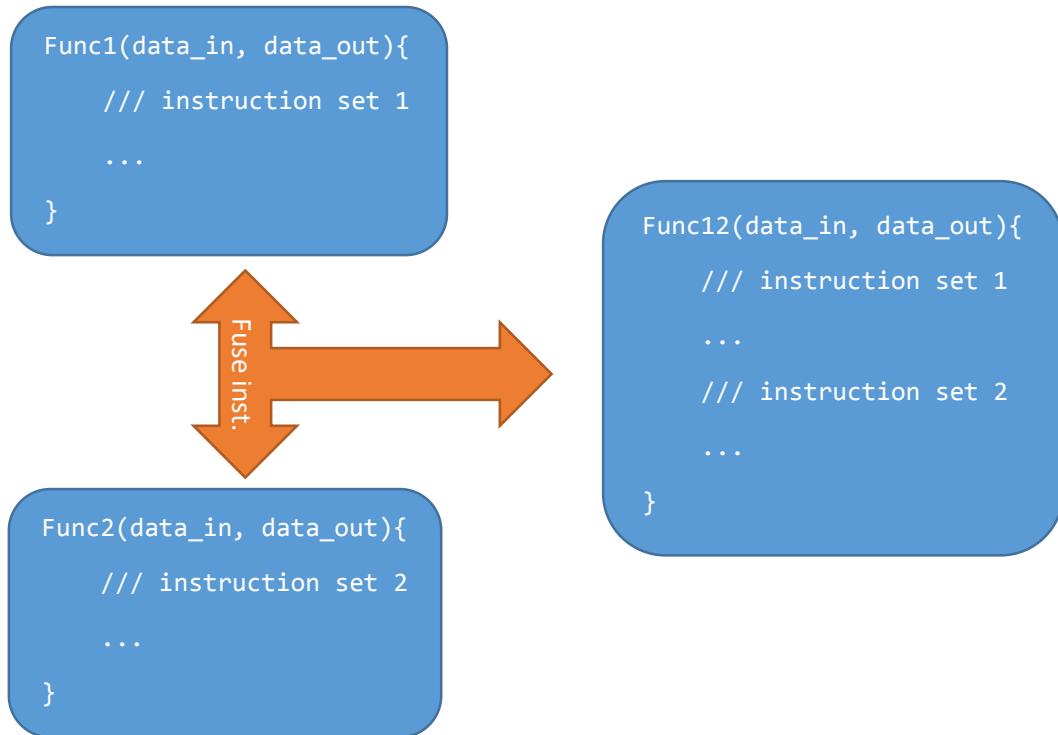 Func1(data_in, data_out){
/// instruction set 1
...
}
Fuse inst.
Func2(data_in, data_out){
/// instruction set 2
...
}
Func12(data_in, data_out){
/// instruction set 1
...
/// instruction set 2
...
}